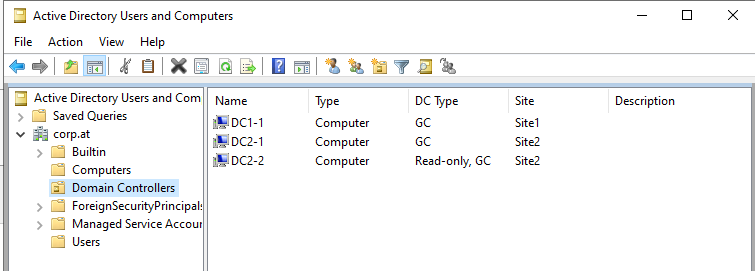 Active Directory Users and Computers
File Action View Help
Active Directory Users and Com
Saved Queries
corp.at
Builtin
Computers
Domain Controllers
ForeignSecurityPrincipals
Managed Service Accour
Users
Name Type DC Type Site Description
DC1-1 Computer GC Site1
DC2-1 Computer GC Site2
DC2-2 Computer Read-only, GC Site2